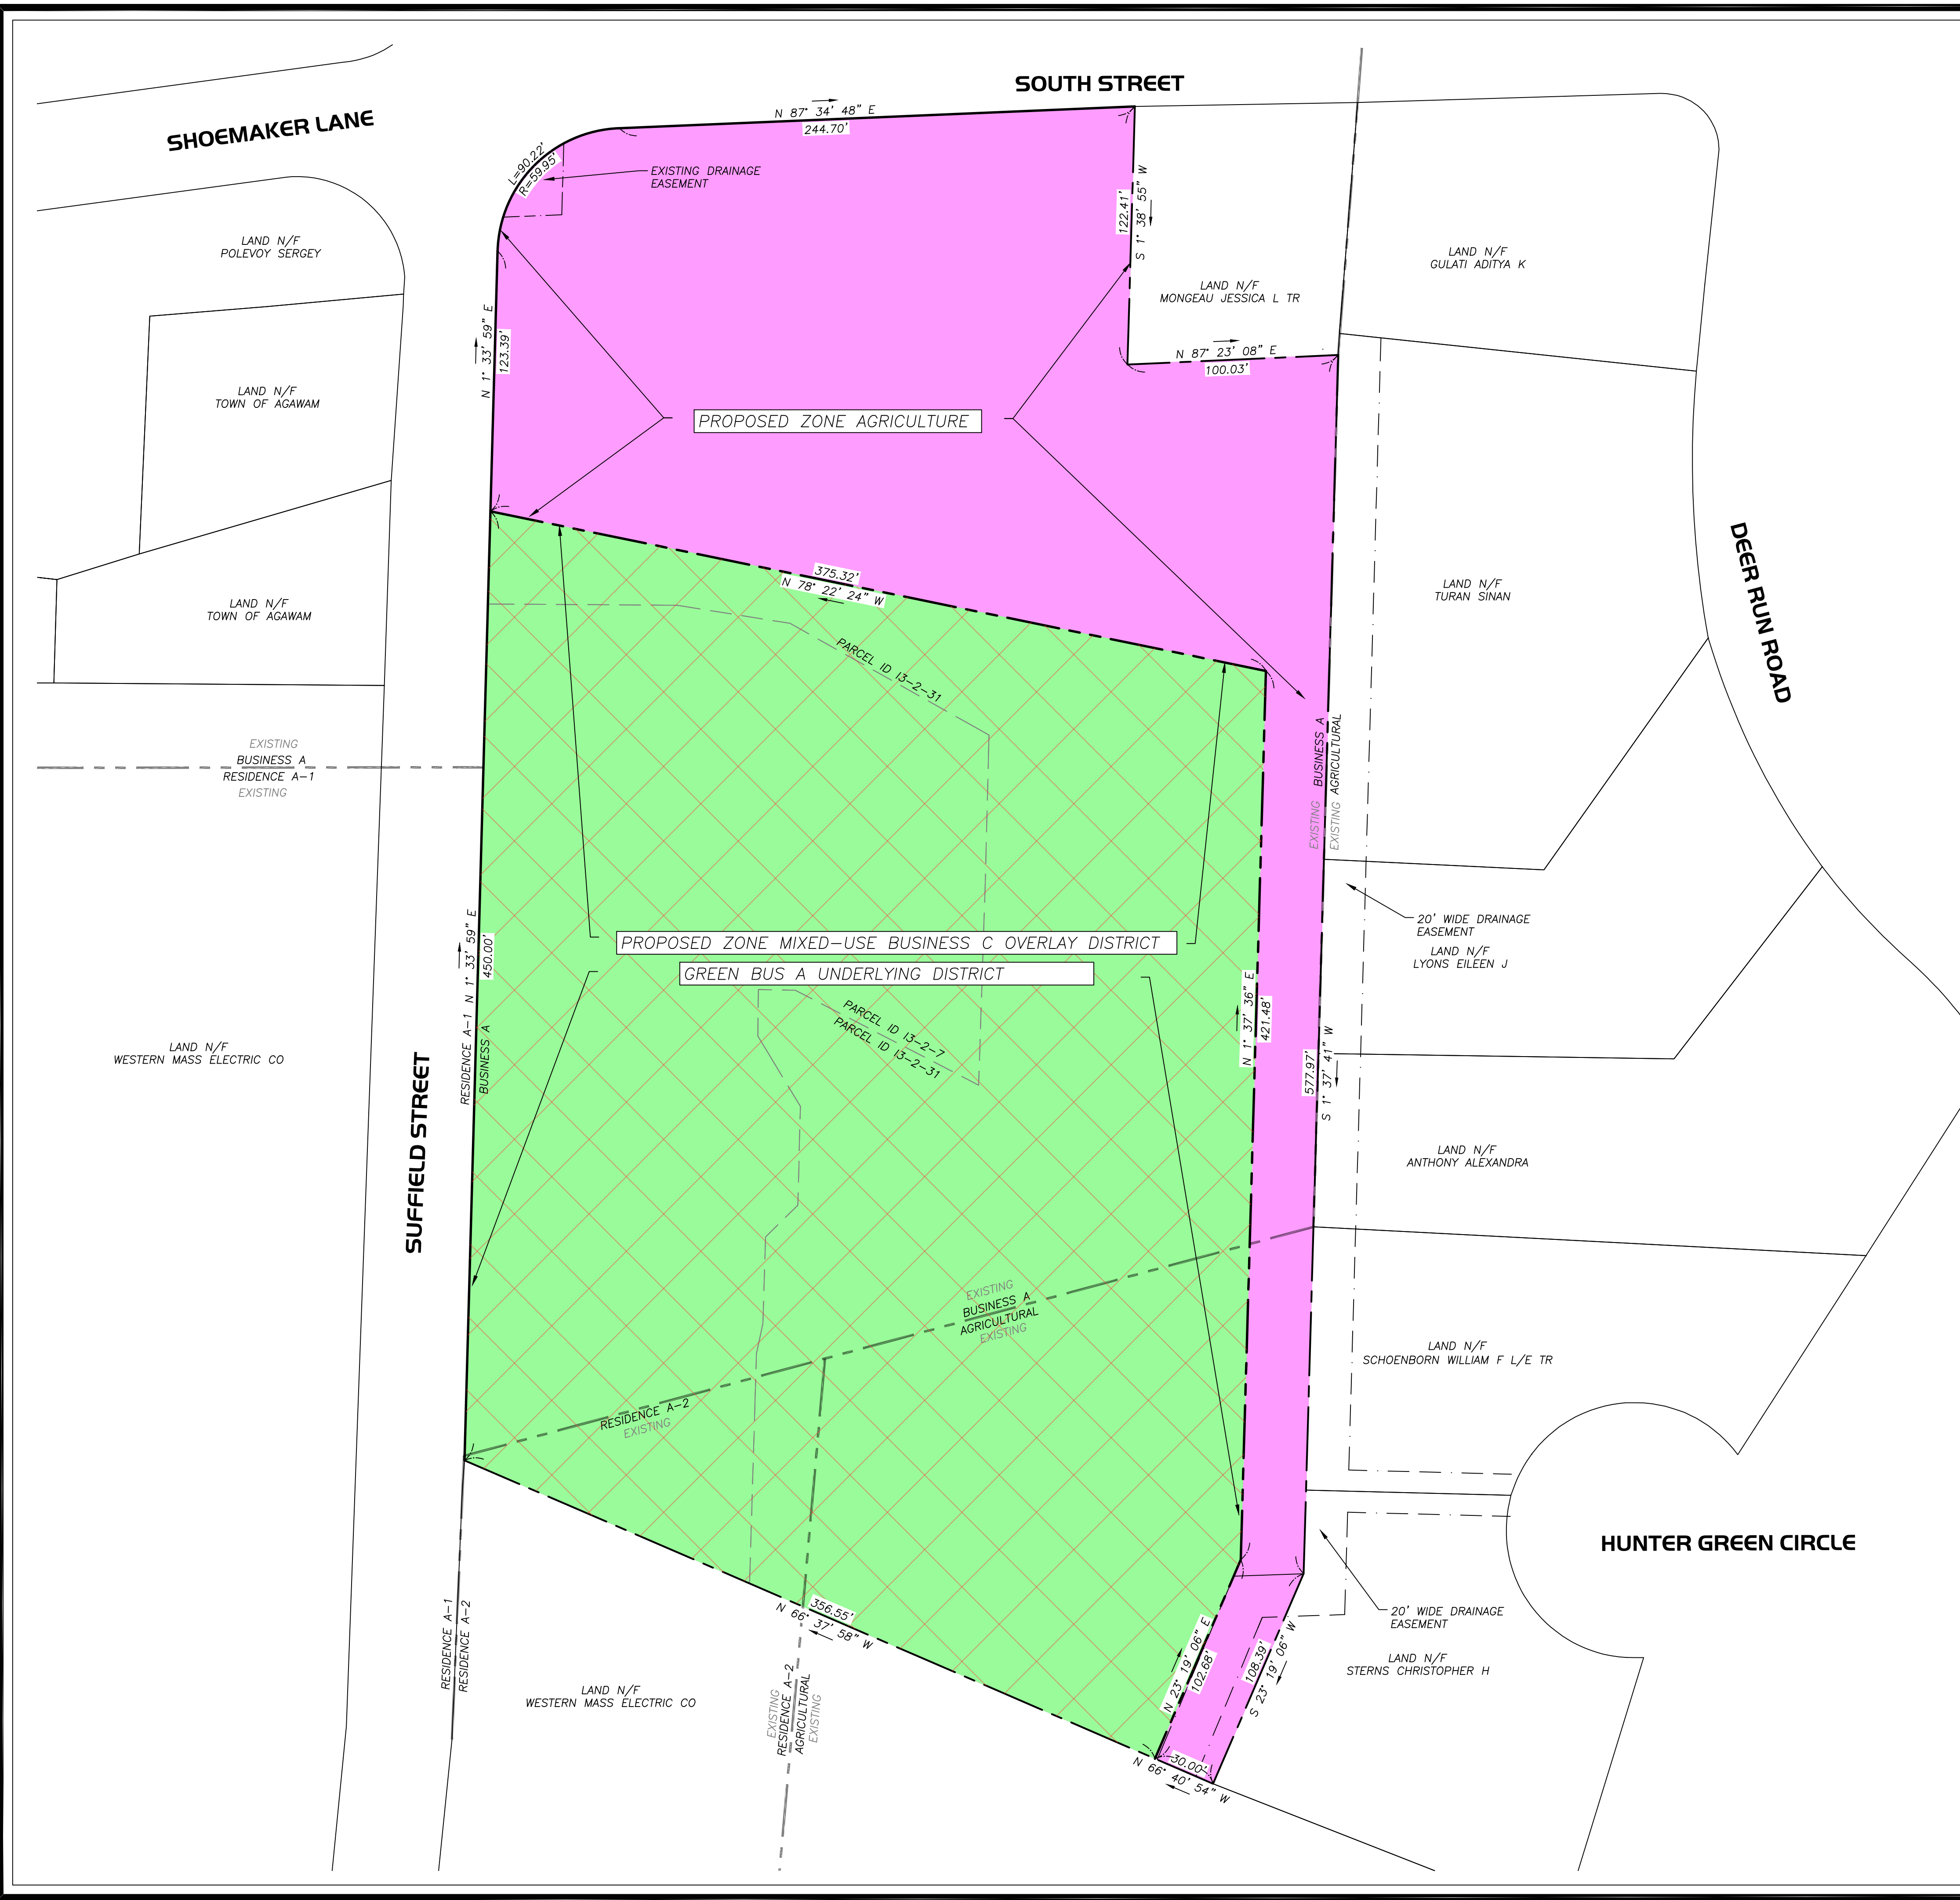 SOUTH STREET
SHOEMAKER LANE
N 87° 34' 48" E
244.70'
L=90.22'
R=59.95'
EXISTING DRAINAGE
EASEMENT
122.41'
S 1° 38' 55" W
LAND N/F
POLEVOY SERGEY
LAND N/F
GULATI ADITYA K
LAND N/F
MONGEAU JESSICA L TR
N 1° 33' 59" E
123.39'
N 87° 23' 08" E
100.03'
LAND N/F
TOWN OF AGAWAM
PROPOSED ZONE AGRICULTURE
DEER RUN ROAD
375.32'
N 78° 22' 24" W
LAND N/F
TURAN SINAN
LAND N/F
TOWN OF AGAWAM
PARCEL ID I3-2-31
EXISTING
BUSINESS A
RESIDENCE A-1
EXISTING
EXISTING BUSINESS A
EXISTING AGRICULTURAL
20' WIDE DRAINAGE
EASEMENT
LAND N/F
LYONS EILEEN J
PROPOSED ZONE MIXED-USE BUSINESS C OVERLAY DISTRICT
GREEN BUS A UNDERLYING DISTRICT
RESIDENCE A-1 N 1° 33' 59" E
450.00'
BUSINESS A
N 1° 37' 36" E
421.48'
PARCEL ID I3-2-7
PARCEL ID I3-2-31
577.97'
S 1° 37' 41" W
LAND N/F
WESTERN MASS ELECTRIC CO
SUFFIELD STREET
LAND N/F
ANTHONY ALEXANDRA
EXISTING
BUSINESS A
AGRICULTURAL
EXISTING
LAND N/F
SCHOENBORN WILLIAM F L/E TR
RESIDENCE A-2
EXISTING
HUNTER GREEN CIRCLE
356.55'
N 66° 37' 58" W
20' WIDE DRAINAGE
EASEMENT
N 23° 19' 06" E
102.68'
108.39'
S 23° 19' 06" W
RESIDENCE A-1
RESIDENCE A-2
LAND N/F
STERNS CHRISTOPHER H
LAND N/F
WESTERN MASS ELECTRIC CO
EXISTING
RESIDENCE A-2
AGRICULTURAL
EXISTING
30.00'
N 66° 40' 54" W